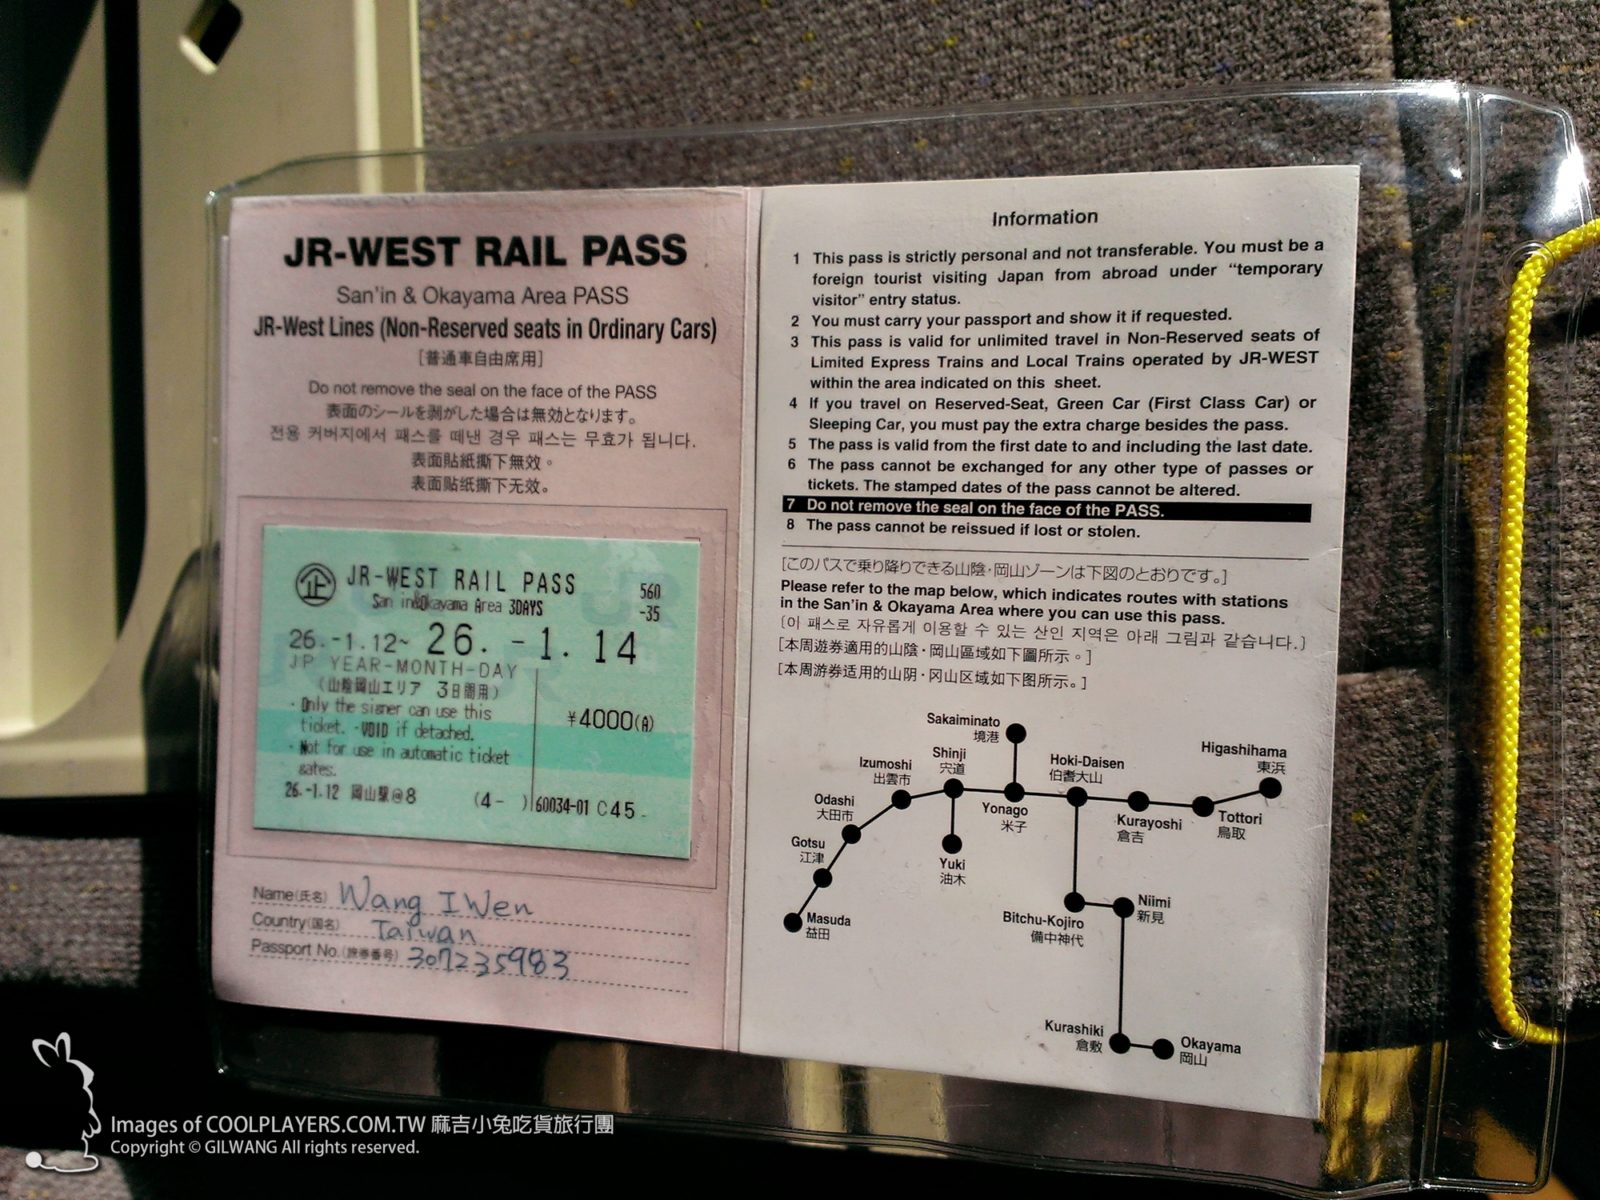 JR-WEST RAIL PASS
San'in & Okayama Area PASS
JR-West Lines (Non-Reserved seats in Ordinary Cars)
[普通車自由席用]
Do not remove the seal on the face of the PASS
表面のシールを剥がした場合は無効となります。
전용 커버지에서 패스를 떼낸 경우 패스는 무효가 됩니다.
表面貼紙撕下無效。
表面贴纸撕下无效。
企 JR-WEST RAIL PASS 560
San in&Okayama Area 3DAYS -35
26.-1.12~ 26.-1.14
JP YEAR-MONTH-DAY
(山陰岡山エリア 3日間用)
・Only the signer can use this
ticket. -VOID if detached.
¥4000(A)
・Not for use in automatic ticket
gates.
26.-1.12 岡山駅@8 (4- ) 60034-01 C45-
Name(氏名) Wang I Wen
Country(国名) Taiwan
Passport No.(旅券番号) 307235983
Information
1 This pass is strictly personal and not transferable. You must be a
foreign tourist visiting Japan from abroad under “temporary
visitor” entry status.
2 You must carry your passport and show it if requested.
3 This pass is valid for unlimited travel in Non-Reserved seats of
Limited Express Trains and Local Trains operated by JR-WEST
within the area indicated on this sheet.
4 If you travel on Reserved-Seat, Green Car (First Class Car) or
Sleeping Car, you must pay the extra charge besides the pass.
5 The pass is valid from the first date to and including the last date.
6 The pass cannot be exchanged for any other type of passes or
tickets. The stamped dates of the pass cannot be altered.
7 Do not remove the seal on the face of the PASS.
8 The pass cannot be reissued if lost or stolen.
[このパスで乗り降りできる山陰・岡山ゾーンは下図のとおりです。]
Please refer to the map below, which indicates routes with stations
in the San'in & Okayama Area where you can use this pass.
[이 패스로 자유롭게 이용할 수 있는 산인 지역은 아래 그림과 같습니다.]
[本周遊券適用的山陰・岡山區域如下圖所示。]
[本周游券适用的山阴・冈山区域如下图所示。]
Sakaiminato
境港
Shinji
宍道
Hoki-Daisen
伯耆大山
Higashihama
東浜
Izumoshi
出雲市
Yonago
米子
Kurayoshi
倉吉
Tottori
鳥取
Odashi
大田市
Gotsu
江津
Yuki
油木
Masuda
益田
Bitchu-Kojiro
備中神代
Niimi
新見
Kurashiki
倉敷
Okayama
岡山
Images of COOLPLAYERS.COM.TW 麻吉小兔吃貨旅行團
Copyright © GILWANG All rights reserved.